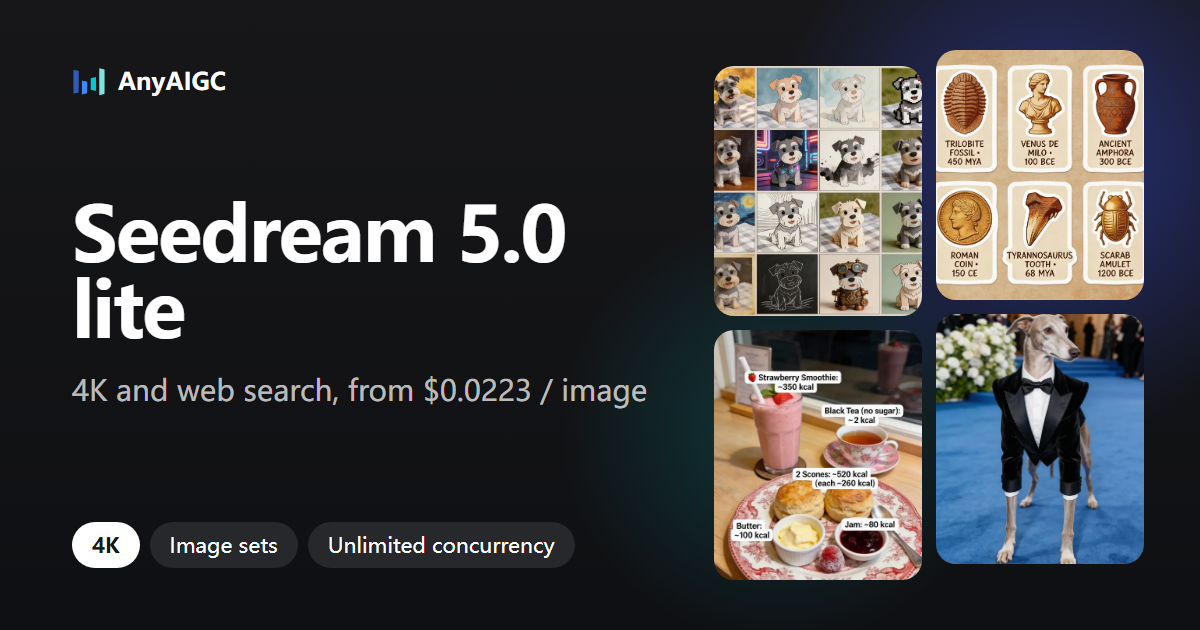 AnyAIGC
Seedream 5.0
lite
4K and web search, from $0.0223 / image
4K
Image sets
Unlimited concurrency
TRILOBITE
FOSSIL •
450 MYA
VENUS DE
MILO •
100 BCE
ANCIENT
AMPHORA
300 BCE
ROMAN
COIN •
150 CE
TYRANNOSAURUS
TOOTH •
68 MYA
SCARAB
AMULET
1200 BCE
Strawberry Smoothie:
~350 kcal
Black Tea (no sugar):
~2 kcal
2 Scones: ~520 kcal
(each ~260 kcal)
Butter:
~100 kcal
Jam: ~80 kcal